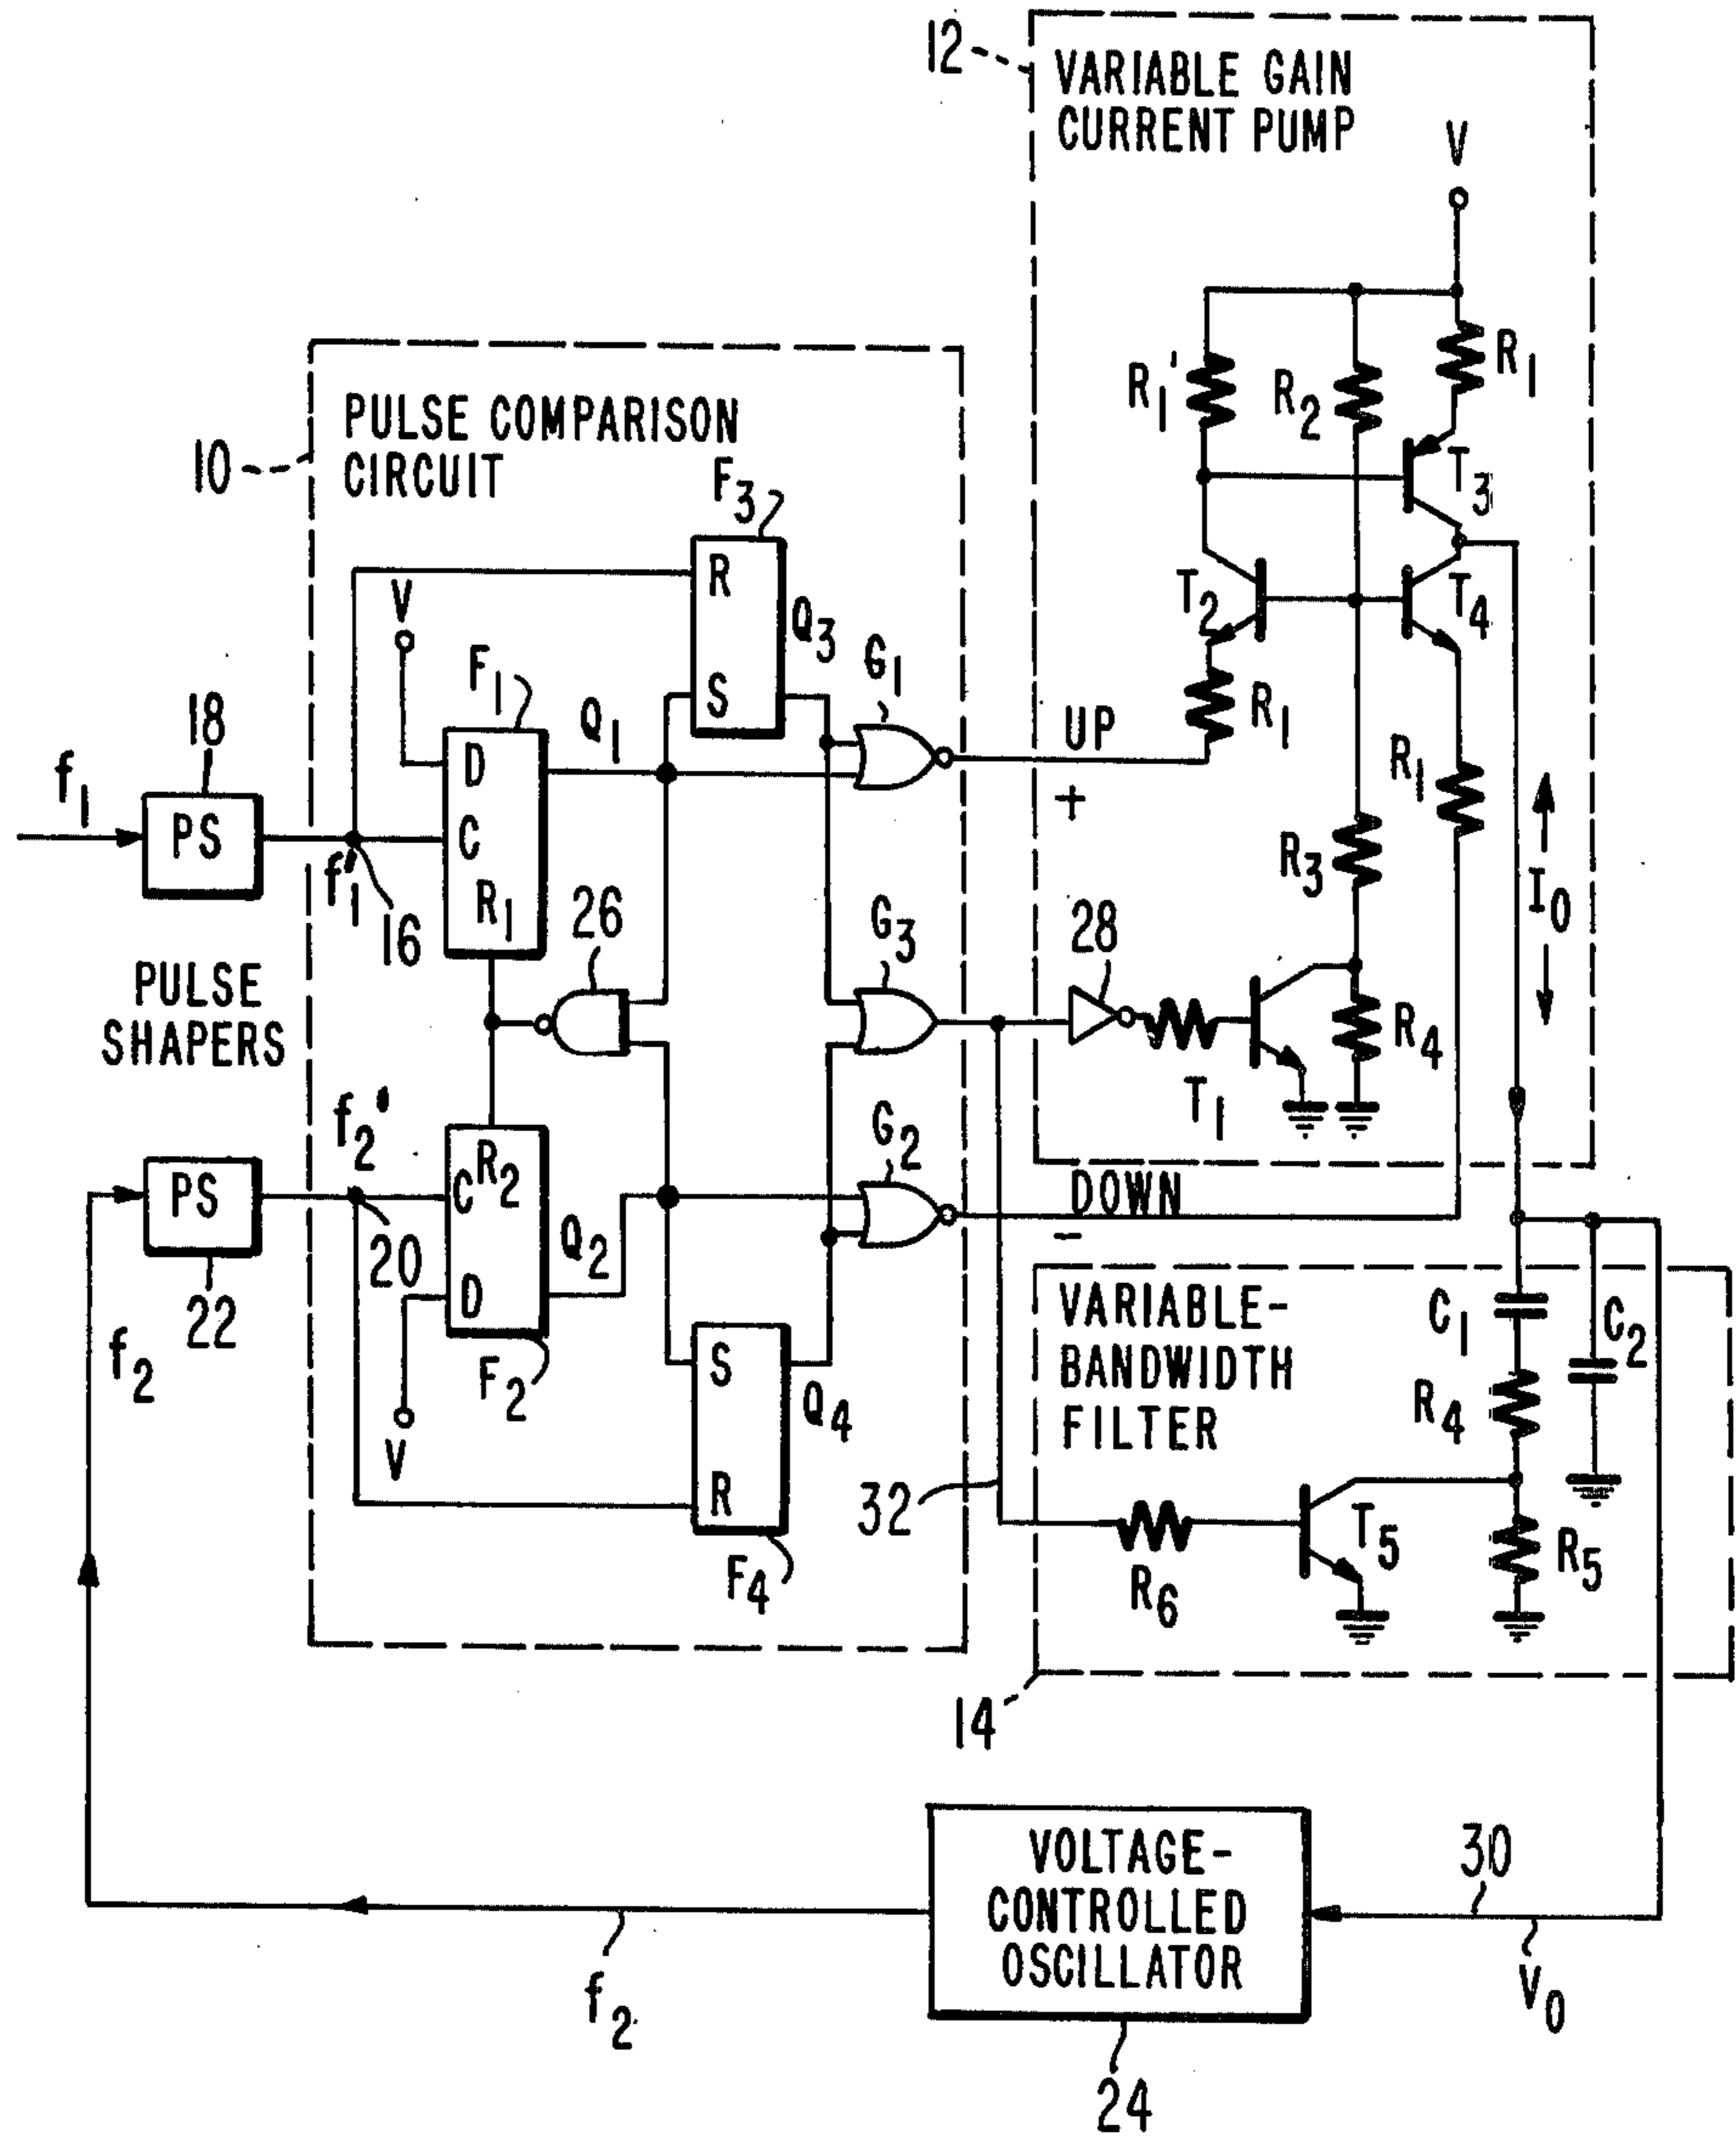 12
VARIABLE GAIN
CURRENT PUMP
V
R1'
R2
R1
T3
T2
T4
R1
R1
UP
+
R3
28
T1
R4
I0
DOWN
-
10
PULSE COMPARISON
CIRCUIT
F3
R
S
Q3
V
F1
Q1
G1
D
C
R1
f1
18
PS
f1'
16
26
G3
PULSE
SHAPERS
f2'
PS
22
20
f2
C
R2
D
F2
V
Q2
G2
S
R
Q4
F4
32
VARIABLE-
BANDWIDTH
FILTER
C1
C2
R4
T5
R5
R6
14
VOLTAGE-
CONTROLLED
OSCILLATOR
24
30
V0
f2